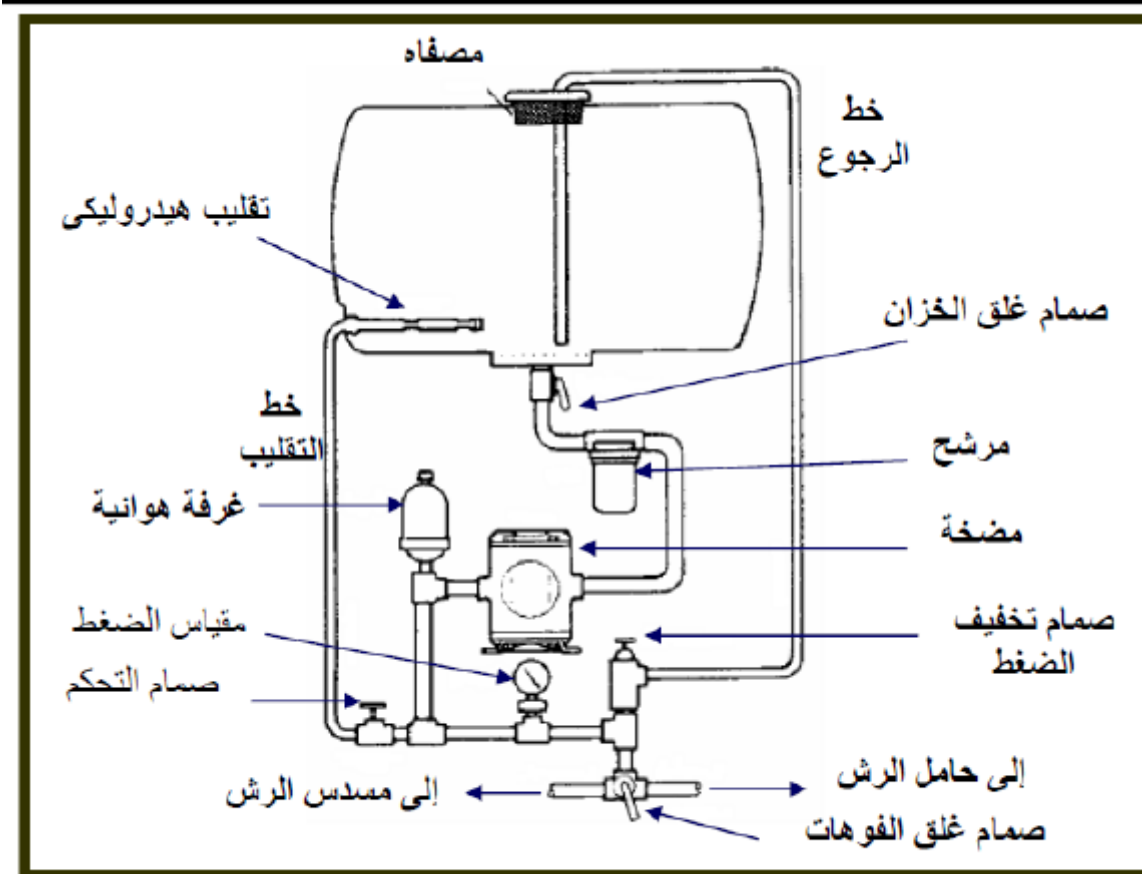 مصفاه
خط
الرجوع
تقليب هيدروليكى
صمام غلق الخزان
خط
التقليب
مرشح
غرفة هوائية
مضخة
صمام تخفيف
الضغط
مقياس الضغط
صمام التحكم
إلى حامل الرش
إلى مسدس الرش
صمام غلق الفوهات